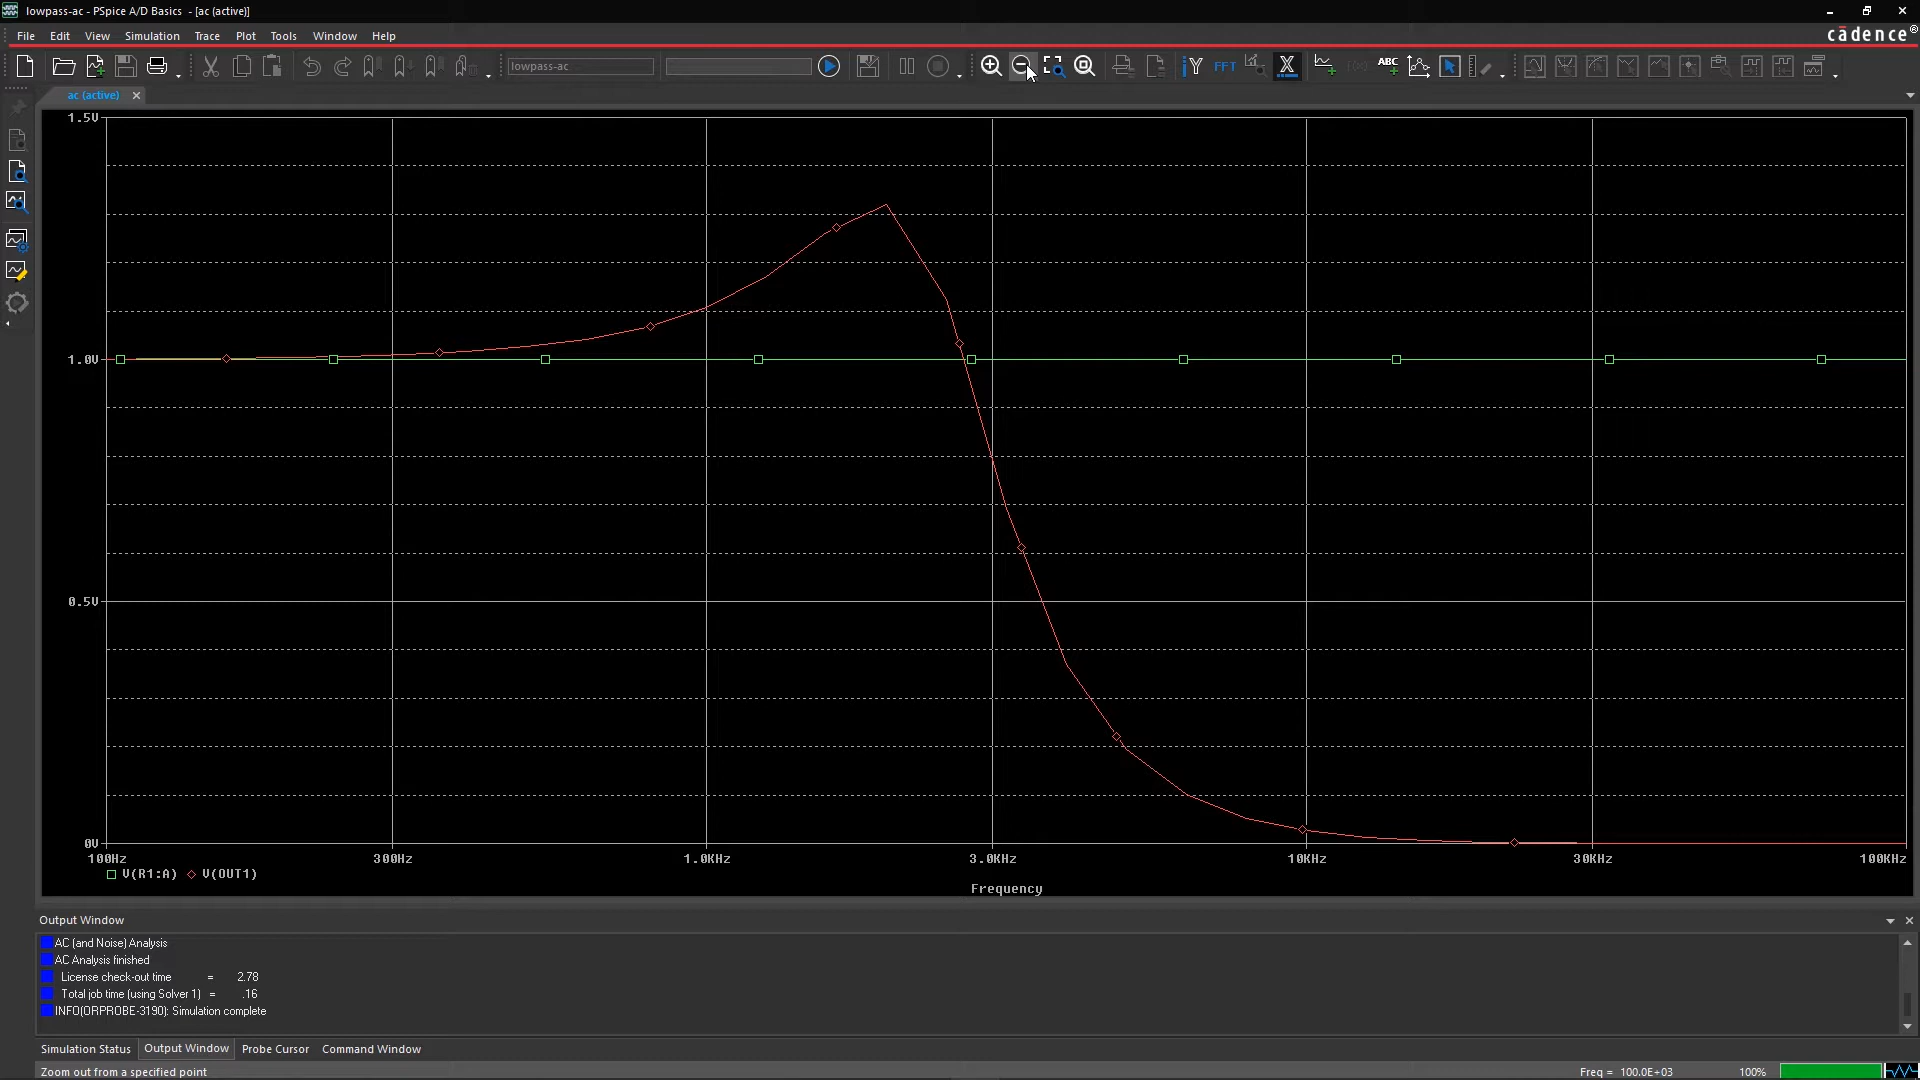 lowpass-ac - PSpice A/D Basics - [ac (active)]
File Edit View Simulation Trace Plot Tools Window Help
cādence®
lowpass-ac
Y FFT X ABC
ac (active)
1.5V
1.0V
0.5V
0V
100Hz 300Hz 1.0KHz 3.0KHz 10KHz 30KHz 100KHz
V(R1:A) V(OUT1)
Frequency
Output Window
AC (and Noise) Analysis
AC Analysis finished
License check-out time = 2.78
Total job time (using Solver 1) = .16
INFO(ORPROBE-3190): Simulation complete
Simulation Status Output Window Probe Cursor Command Window
Zoom out from a specified point Freq = 100.0E+03 100%